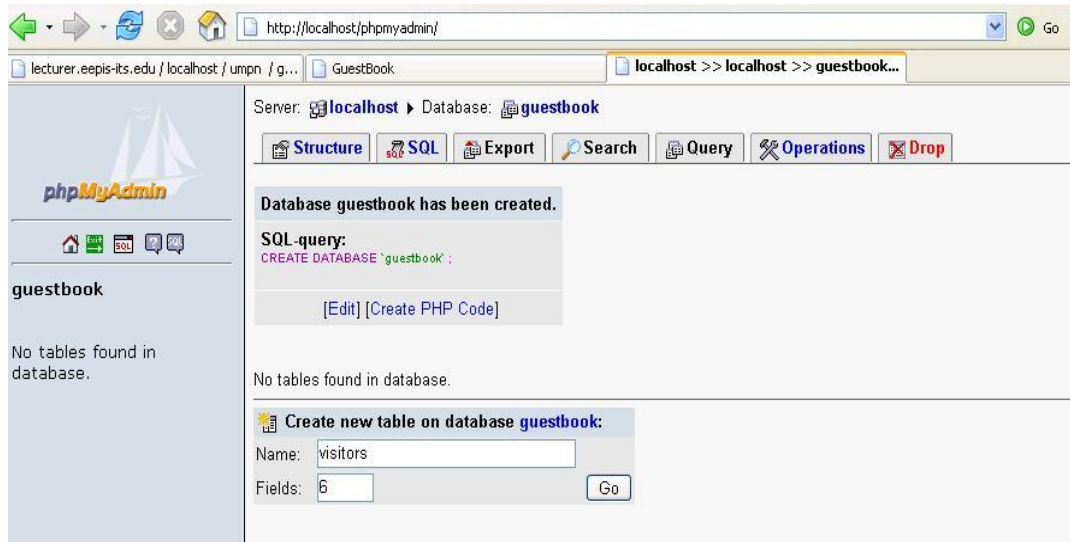 http://localhost/phpmyadmin/ Go
lecturer.eepis-its.edu / localhost / umpn / g... GuestBook localhost >> localhost >> guestbook...
Server: localhost Database: guestbook
Structure SQL Export Search Query Operations Drop
phpMyAdmin
Exit SQL ? SQL
guestbook
No tables found in
database.
Database guestbook has been created.
SQL-query:
CREATE DATABASE `guestbook` ;
[Edit] [Create PHP Code]
No tables found in database.
Create new table on database guestbook:
Name: visitors
Fields: 6 Go